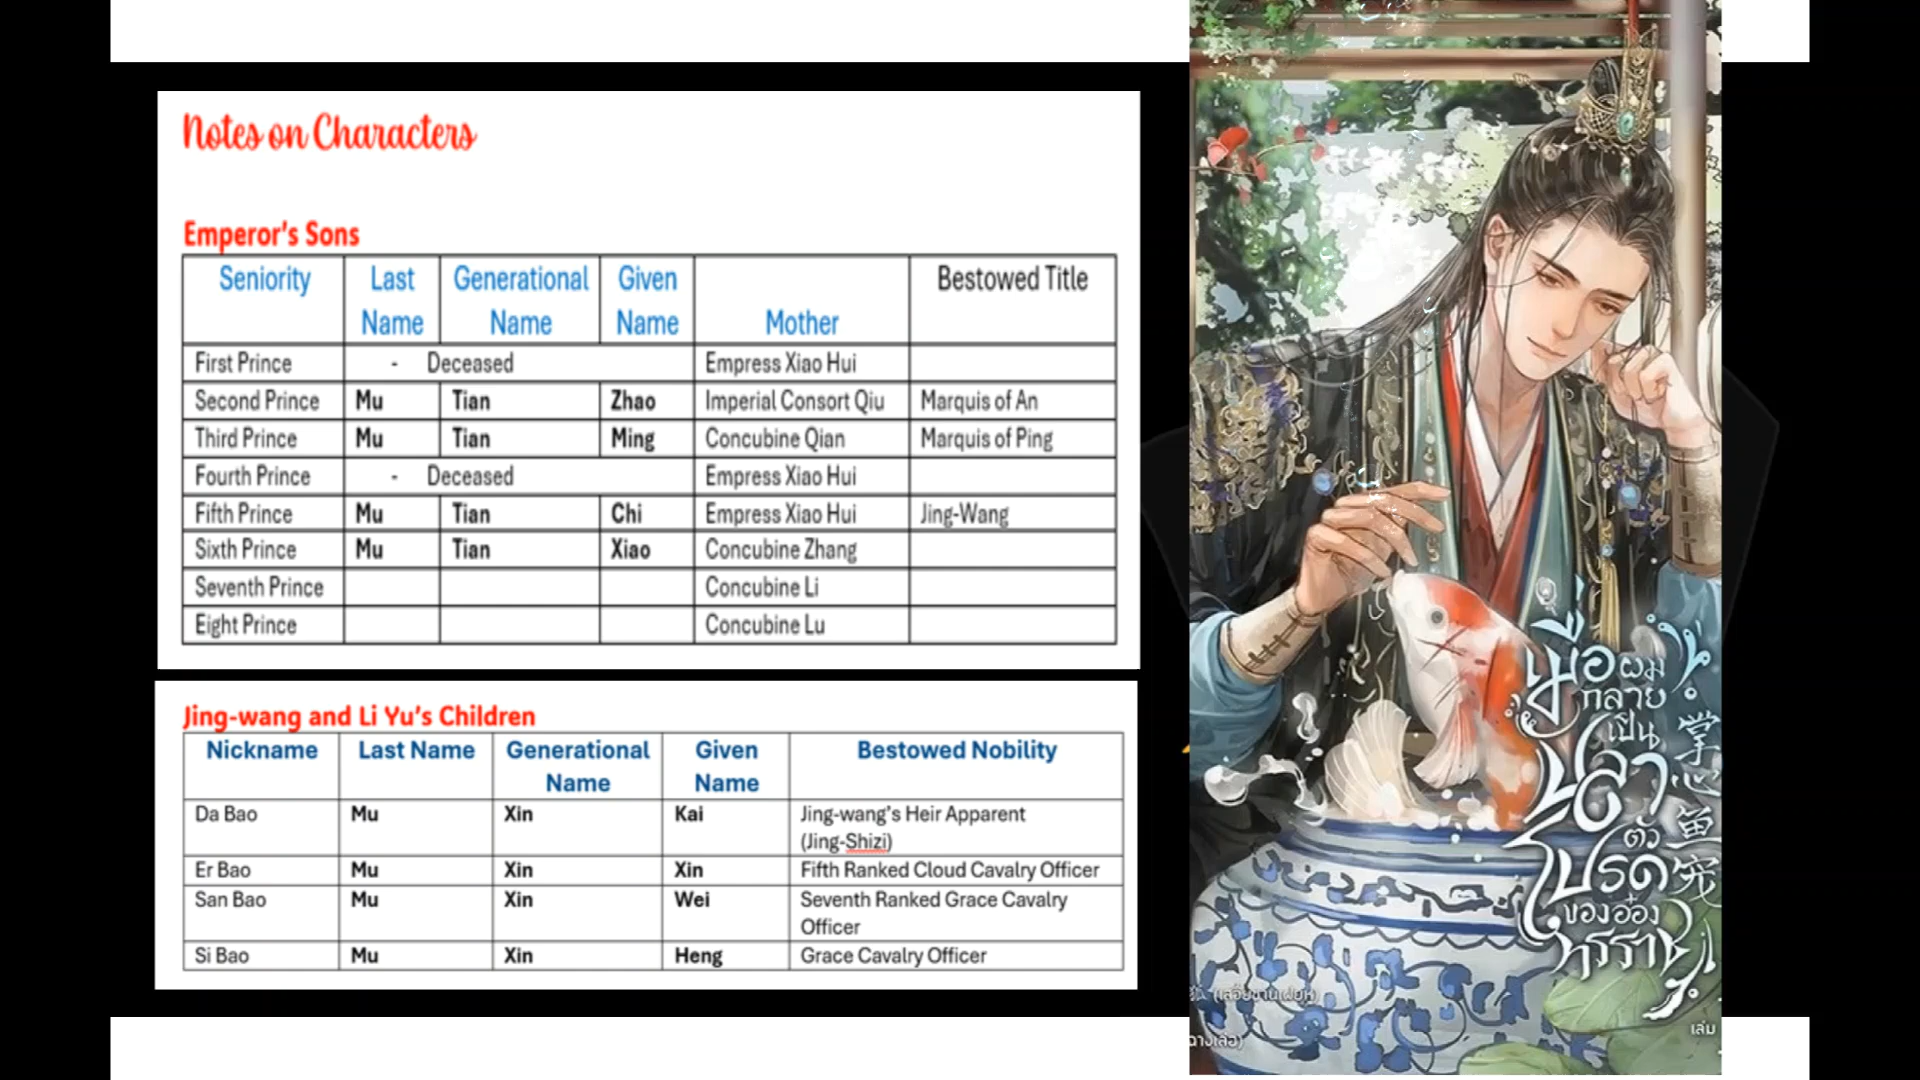 Notes on Characters
Emperor's Sons
Seniority Last Name Generational Name Given Name Mother Bestowed Title
First Prince - Deceased Empress Xiao Hui
Second Prince Mu Tian Zhao Imperial Consort Qiu Marquis of An
Third Prince Mu Tian Ming Concubine Qian Marquis of Ping
Fourth Prince - Deceased Empress Xiao Hui
Fifth Prince Mu Tian Chi Empress Xiao Hui Jing-Wang
Sixth Prince Mu Tian Xiao Concubine Zhang
Seventh Prince Concubine Li
Eight Prince Concubine Lu
Jing-wang and Li Yu's Children
Nickname Last Name Generational Name Given Name Bestowed Nobility
Da Bao Mu Xin Kai Jing-wang's Heir Apparent
(Jing-Shizi)
Er Bao Mu Xin Xin Fifth Ranked Cloud Cavalry Officer
San Bao Mu Xin Wei Seventh Ranked Grace Cavalry
Officer
Si Bao Mu Xin Heng Grace Cavalry Officer
เมื่อผม
กลาย
เป็น
ปลา
ตัว
โปรด
ของอ๋อง
ทรราช
掌心鱼宠
เล่ม